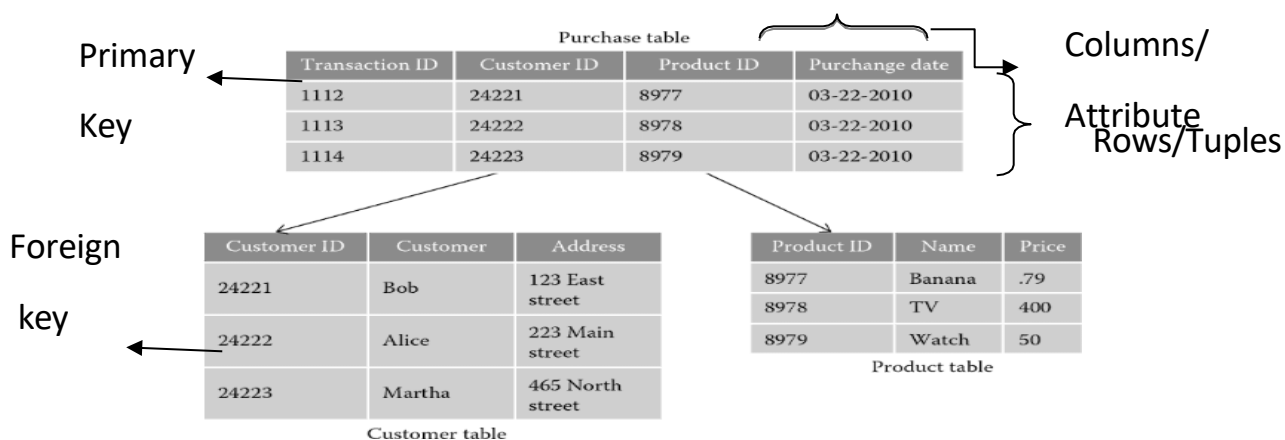 Primary
Key
Purchase table
Transaction ID Customer ID Product ID Purchange date
1112 24221 8977 03-22-2010
1113 24222 8978 03-22-2010
1114 24223 8979 03-22-2010
Columns/
Attribute
Rows/Tuples
Foreign
key
Customer ID Customer Address
24221 Bob 123 East
street
24222 Alice 223 Main
street
24223 Martha 465 North
street
Customer table
Product ID Name Price
8977 Banana .79
8978 TV 400
8979 Watch 50
Product table